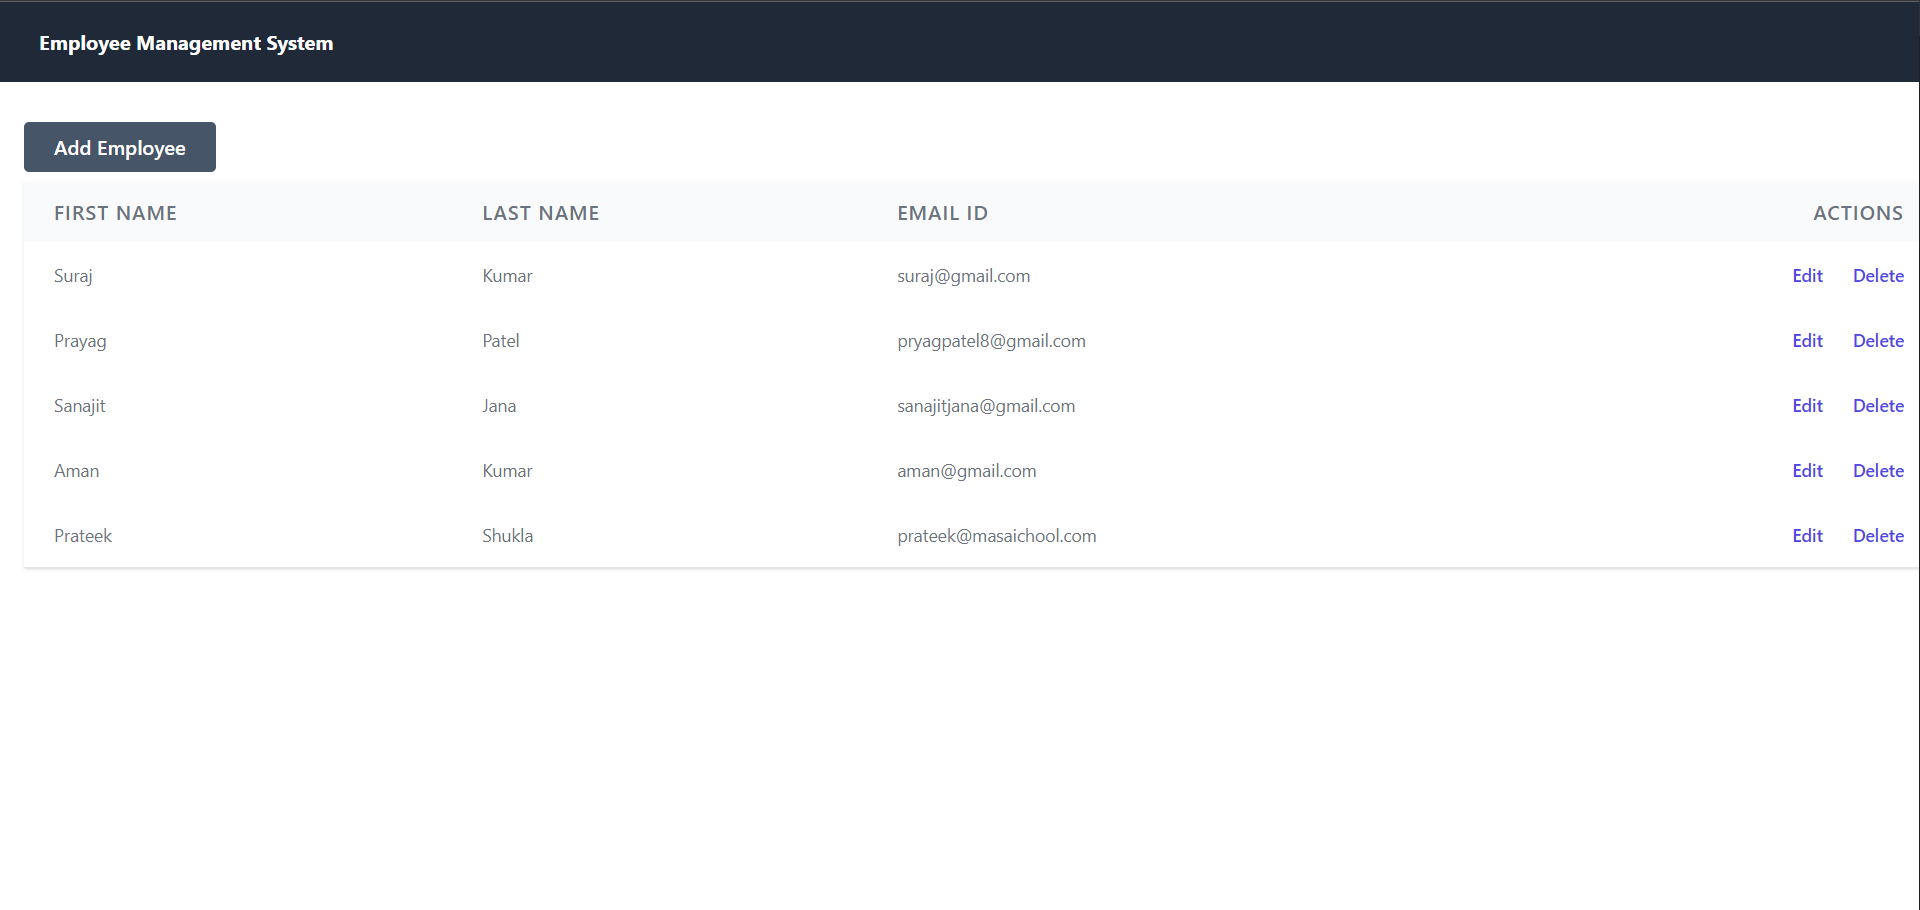 Employee Management System
Add Employee
FIRST NAME LAST NAME EMAIL ID ACTIONS
Suraj Kumar suraj@gmail.com Edit Delete
Prayag Patel pryagpatel8@gmail.com Edit Delete
Sanajit Jana sanajitjana@gmail.com Edit Delete
Aman Kumar aman@gmail.com Edit Delete
Prateek Shukla prateek@masaichool.com Edit Delete